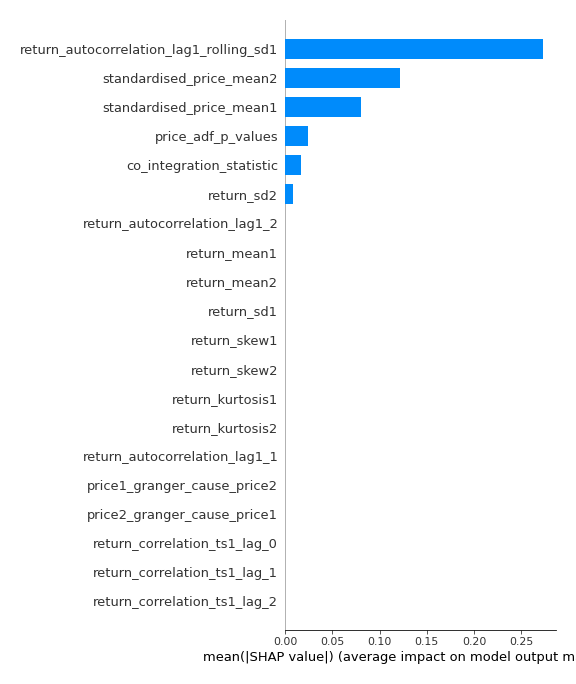 return_autocorrelation_lag1_rolling_sd1
standardised_price_mean2
standardised_price_mean1
price_adf_p_values
co_integration_statistic
return_sd2
return_autocorrelation_lag1_2
return_mean1
return_mean2
return_sd1
return_skew1
return_skew2
return_kurtosis1
return_kurtosis2
return_autocorrelation_lag1_1
price1_granger_cause_price2
price2_granger_cause_price1
return_correlation_ts1_lag_0
return_correlation_ts1_lag_1
return_correlation_ts1_lag_2
0.00 0.05 0.10 0.15 0.20 0.25
mean(|SHAP value|) (average impact on model output m